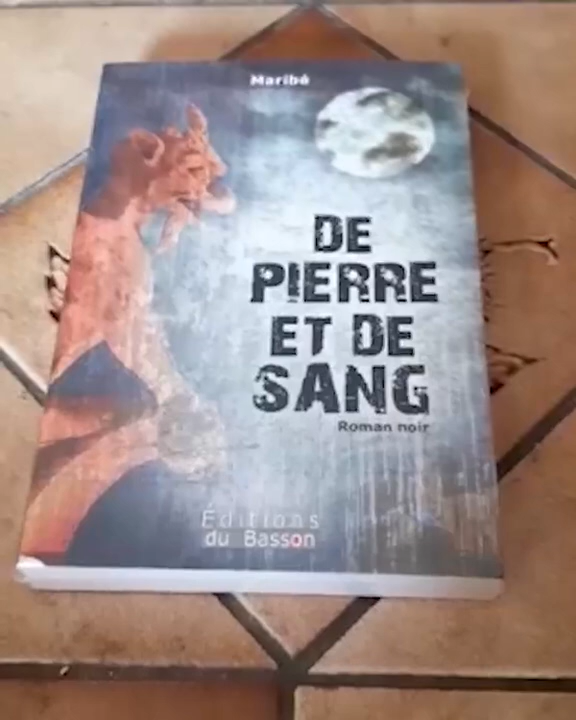 Maribé
DE
PIERRE
ET DE
SANG
Roman noir
Éditions
du Basson